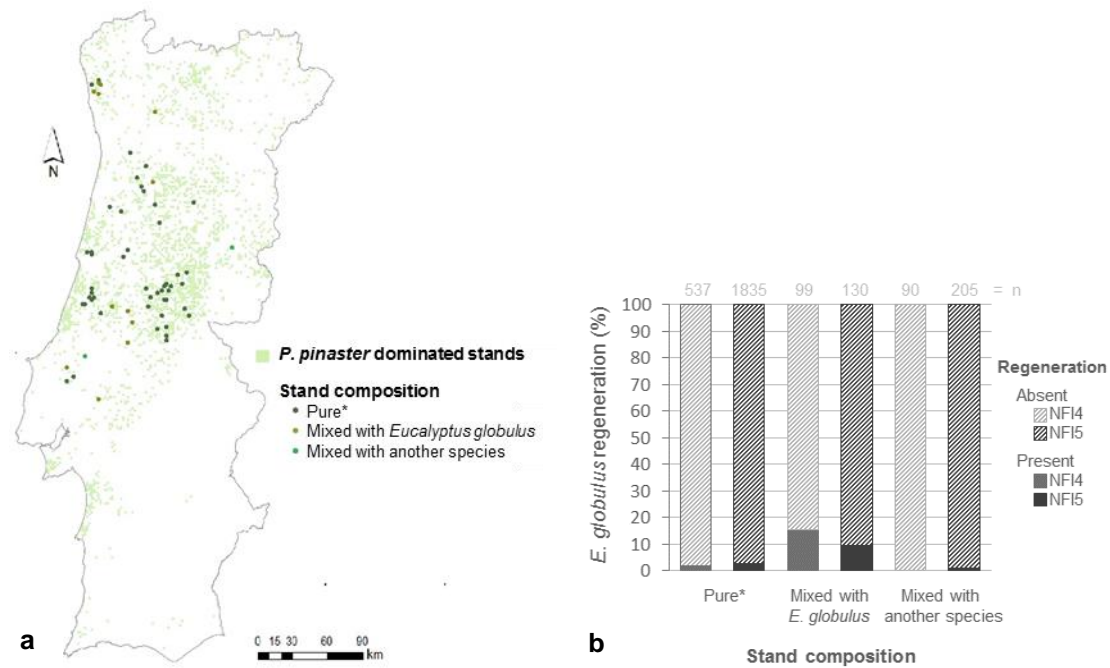 N
P. pinaster dominated stands
Stand composition
Pure*
Mixed with Eucalyptus globulus
Mixed with another species
a
0 15 30 60 90
km
537 1835 99 130 90 205 = n
E. globulus regeneration (%)
100
90
80
70
60
50
40
30
20
10
0
Pure*
Mixed with
E. globulus
Mixed with
another species
Stand composition
Regeneration
Absent
NFI4
NFI5
Present
NFI4
NFI5
b